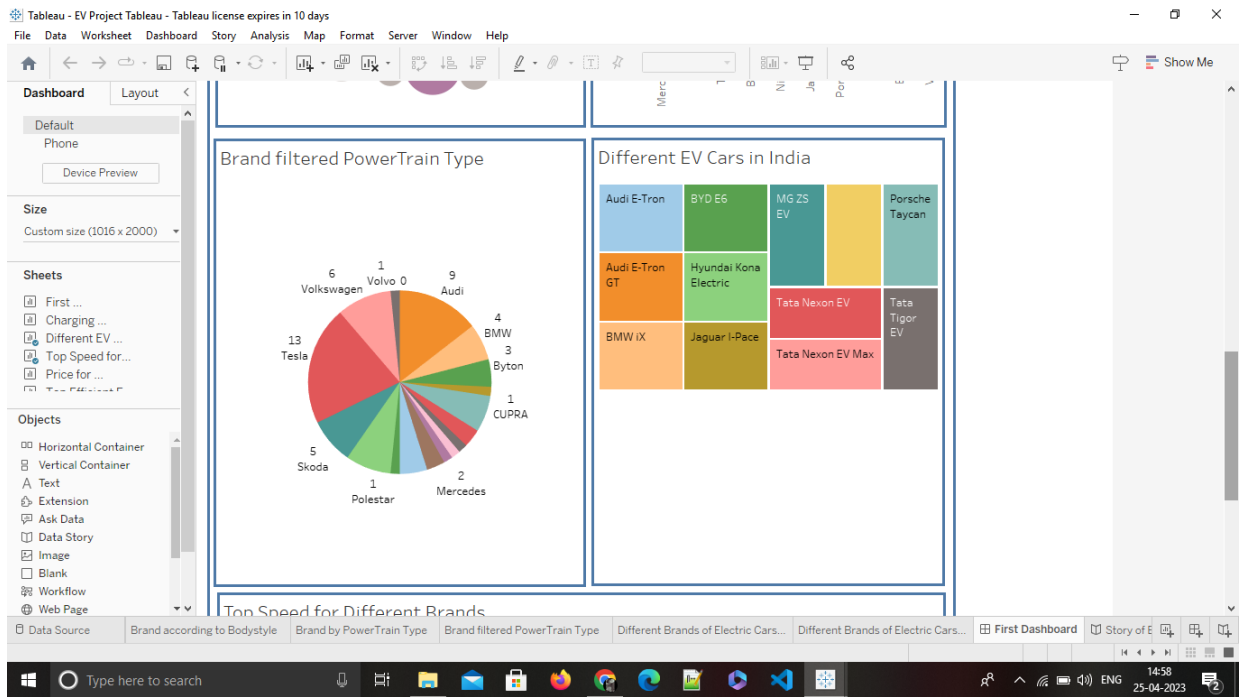 Tableau - EV Project Tableau - Tableau license expires in 10 days
File Data Worksheet Dashboard Story Analysis Map Format Server Window Help
Show Me
Dashboard Layout
Default
Phone
Device Preview
Size
Custom size (1016 x 2000)
Sheets
First ...
Charging ...
Different EV ...
Top Speed for...
Price for ...
Objects
Horizontal Container
Vertical Container
Text
Extension
Ask Data
Data Story
Image
Blank
Workflow
Web Page
Merc
Ni
Ja
Por
Brand filtered PowerTrain Type
1
Volvo 0
9
Audi
6
Volkswagen
4
BMW
3
Byton
1
CUPRA
2
Mercedes
1
Polestar
5
Skoda
13
Tesla
Different EV Cars in India
Audi E-Tron
BYD E6
MG ZS
EV
Porsche
Taycan
Audi E-Tron
GT
Hyundai Kona
Electric
Tata Nexon EV
Tata
Tigor
EV
BMW iX
Jaguar I-Pace
Tata Nexon EV Max
Top Speed for Different Brands
Data Source Brand according to Bodystyle Brand by PowerTrain Type Brand filtered PowerTrain Type Different Brands of Electric Cars... Different Brands of Electric Cars... First Dashboard Story of E
Type here to search
ENG
14:58
25-04-2023
2